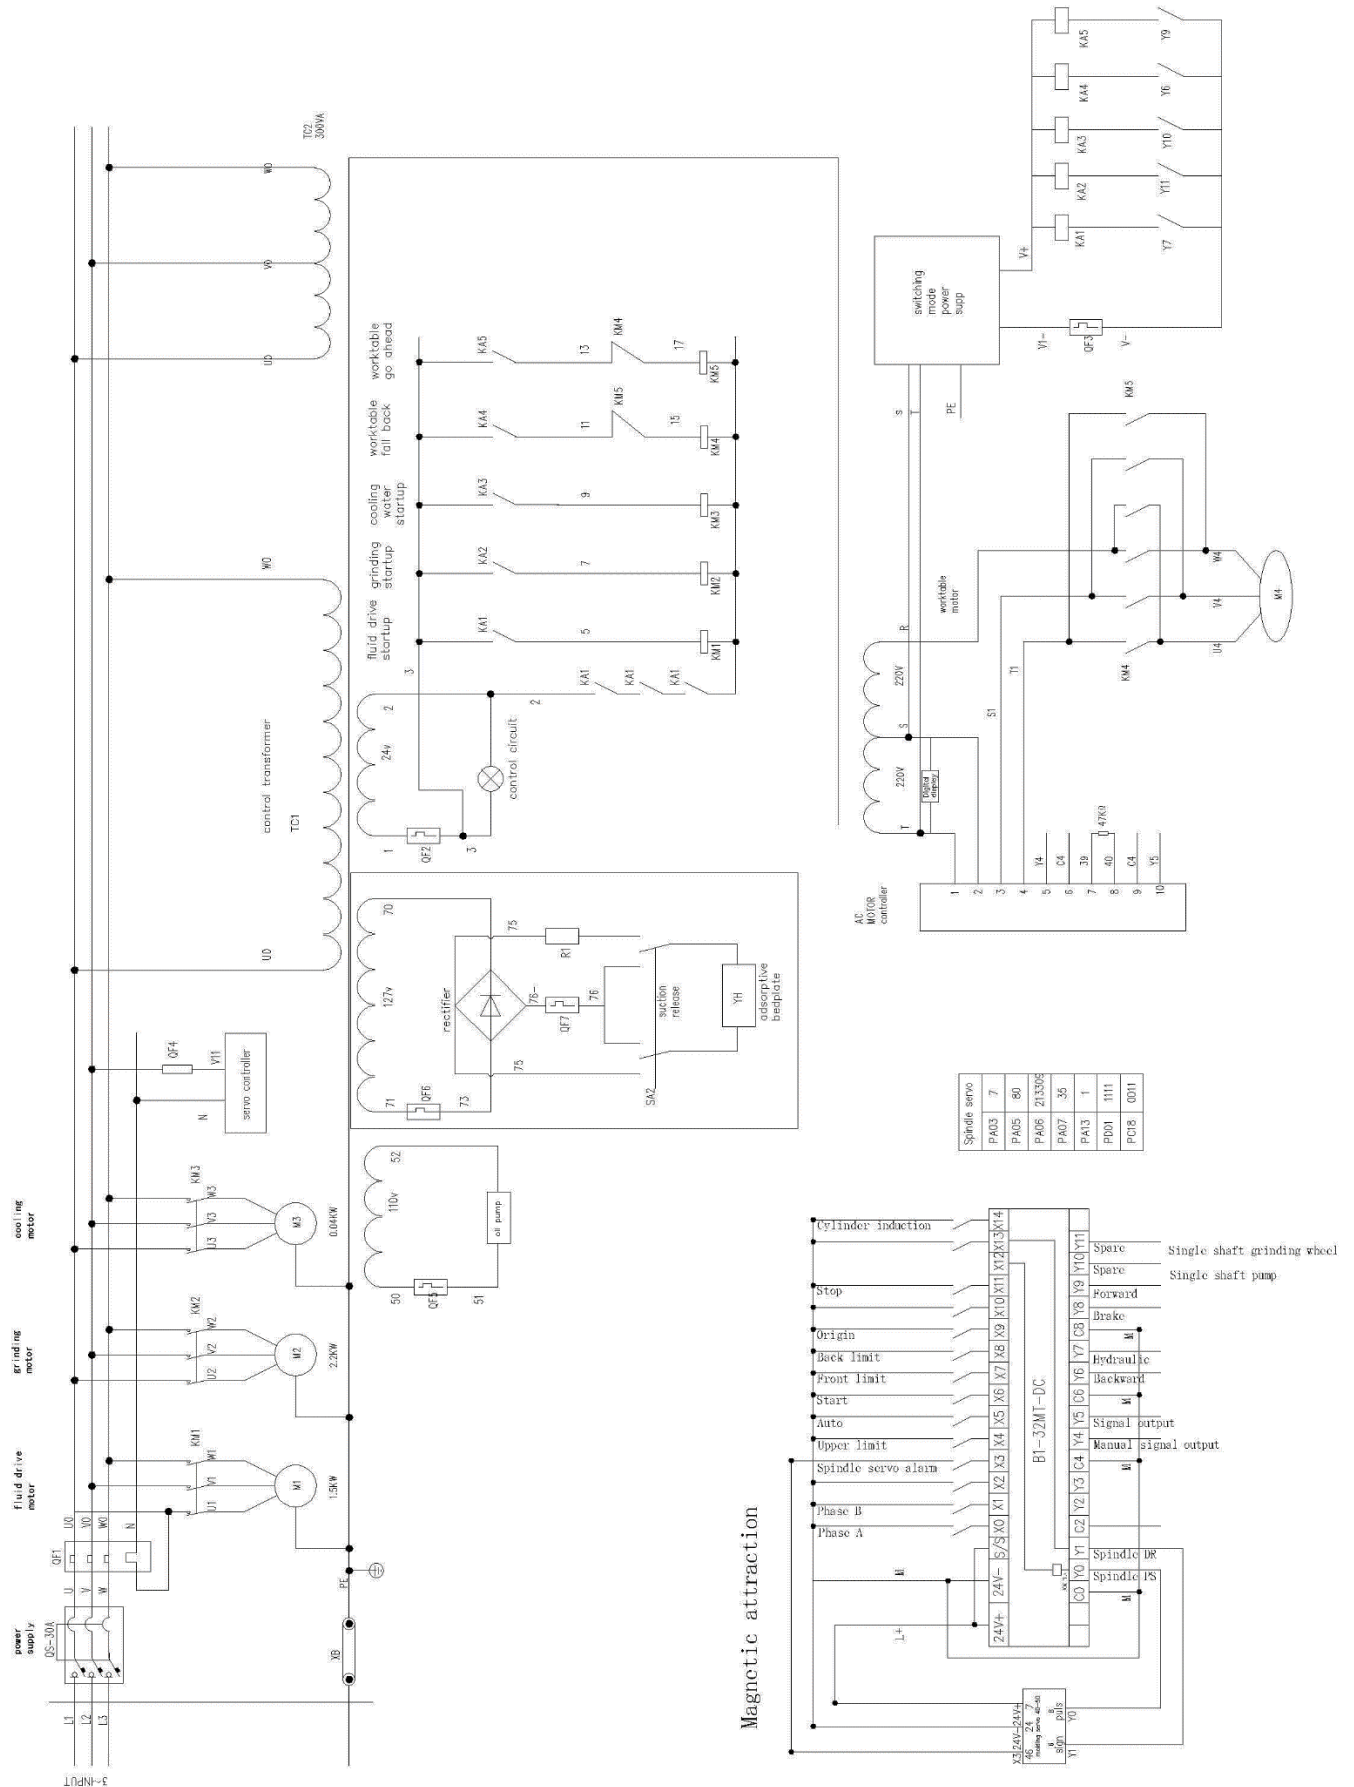 3-INPUT
L1
L2
L3
power
supply
QS-30A
U
V
W
QF1
U0
V0
W0
N
XB
PE
fluid drive
motor
KM1
U1
V1
W1
M1
1.5KW
grinding
motor
KM2
U2
V2
W2
M2
2.2KW
cooling
motor
KM3
U3
V3
W3
M3
0.04KW
N
QF4
V11
servo controller
50
QF5
51
110v
52
oil pump
U0
control transformer
TC1
W0
71
QF6
73
127v
70
rectifier
75
75
76-
QF7
76
R1
SA2
suction
release
YH
adsorptive
bedplate
1
QF2
3
24v
2
control circuit
3
2
KA1
KA1
KA1
fluid drive
startup
KA1
5
KM1
grinding
startup
KA2
7
KM2
cooling
water
startup
KA3
9
KM3
worktable
fall back
KA4
11
KM5
15
KM4
worktable
go ahead
KA5
13
KM4
17
KM5
U0
V0
W0
TC2
300VA
AC
MOTOR
controller
1
2
3
4
5
6
7
8
9
10
Y4
C4
39
40
C4
Y5
47KΩ
T
220V
S
220V
R
Digital
display
S1
T1
worktable
motor
S
T
PE
KM4
KM5
U4
V4
W4
M4
switching
mode
power
supp
V+
V1-
QF3
V-
KA1
Y7
KA2
Y11
KA3
Y10
KA4
Y6
KA5
Y9
Spindle servo
PA03 7
PA05 80
PA06
PA07 35
PA13 1
PD01 1111
PC18 0011
Magnetic attraction
Cylinder induction
Stop
Origin
Back limit
Front limit
Start
Auto
Upper limit
Spindle servo alarm
Phase B
Phase A
M
L+
24V+
24V-
S/S
X0
X1
X2
X3
X4
X5
X6
X7
X8
X9
X10
X11
X12
X13
X14
B1-32MT-DC
C0
Y0
Y1
C2
Y2
Y3
C4
Y4
Y5
C6
Y6
Y7
C8
Y8
Y9
Y10
Y11
M
Spindle PS
Spindle DR
M
Manual signal output
Signal output
M
Backward
Hydraulic
M
Brake
Forward
Spare
Single shaft pump
Spare
Single shaft grinding wheel
X3
24V-
24V+
46
24
7
sign
puls
Y1
Y0